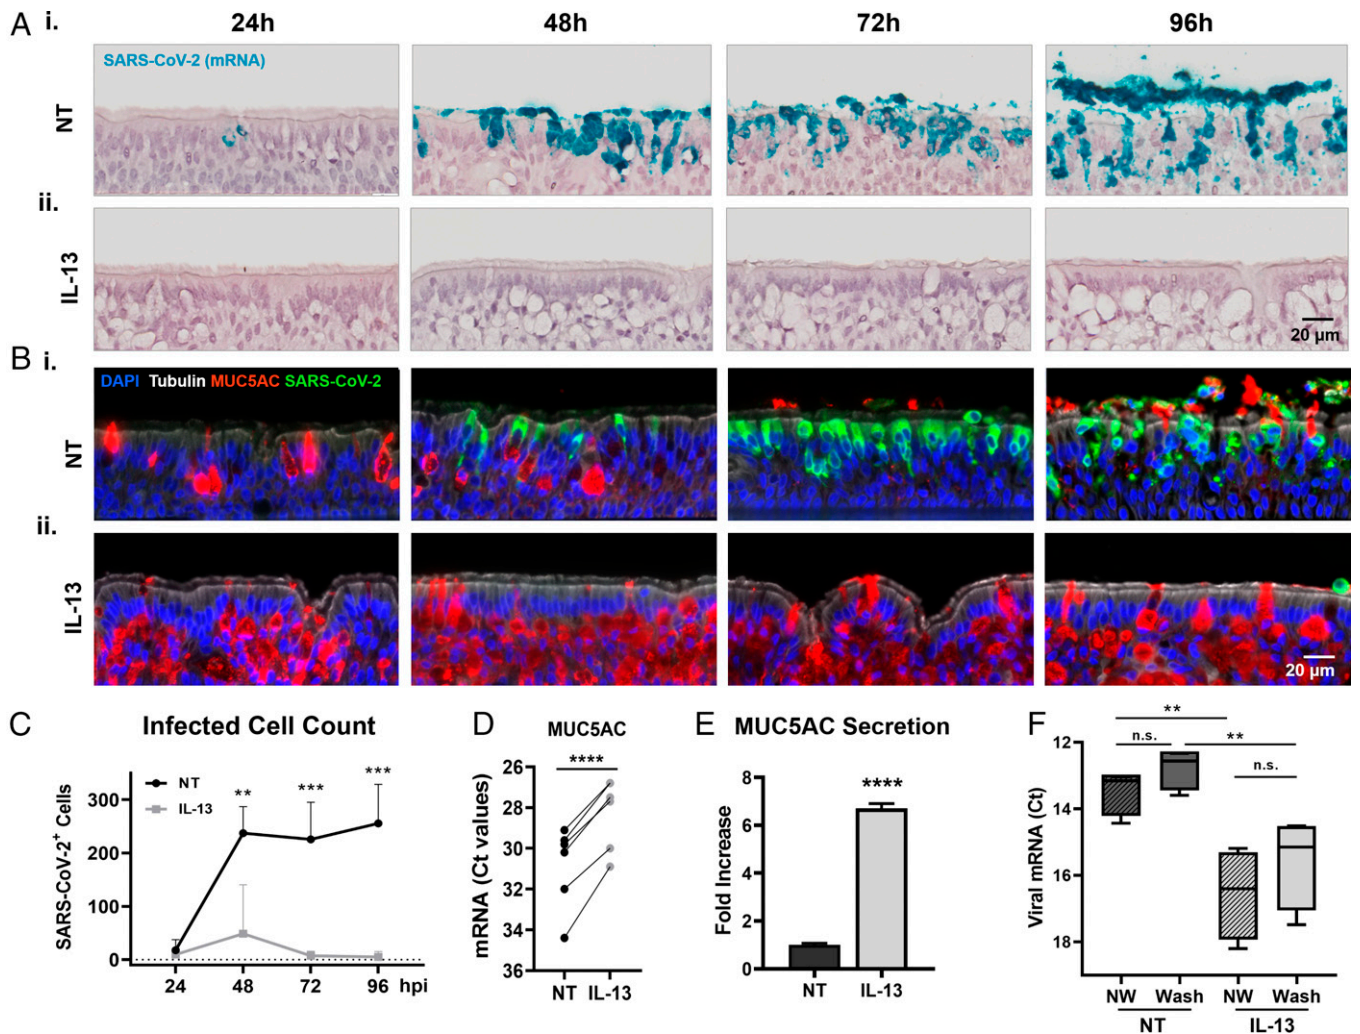 A i. 24h 48h 72h 96h
SARS-CoV-2 (mRNA)
NT
ii.
IL-13
20 µm
B i.
DAPI Tubulin MUC5AC SARS-CoV-2
NT
ii.
IL-13
20 µm
C Infected Cell Count
SARS-CoV-2+ Cells
NT
IL-13
** *** ***
300
200
100
0
24 48 72 96 hpi
D MUC5AC
****
mRNA (Ct values)
26
28
30
32
34
36
NT IL-13
E MUC5AC Secretion
****
Fold Increase
8
6
4
2
0
NT IL-13
F
**
n.s. **
n.s.
Viral mRNA (Ct)
12
14
16
18
NW Wash NW Wash
NT IL-13